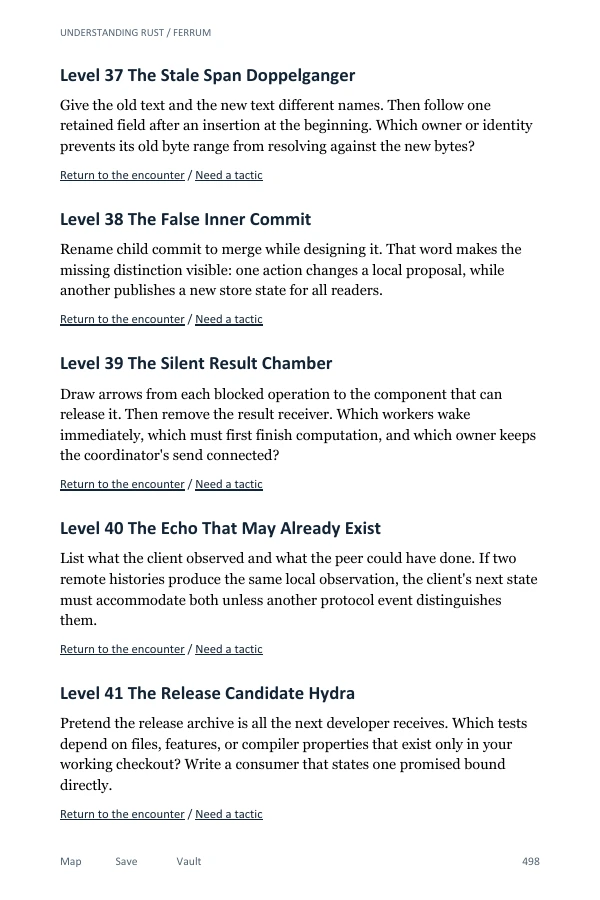 UNDERSTANDING RUST / FERRUM
Level 37 The Stale Span Doppelganger
Give the old text and the new text different names. Then follow one
retained field after an insertion at the beginning. Which owner or identity
prevents its old byte range from resolving against the new bytes?
Return to the encounter / Need a tactic
Level 38 The False Inner Commit
Rename child commit to merge while designing it. That word makes the
missing distinction visible: one action changes a local proposal, while
another publishes a new store state for all readers.
Return to the encounter / Need a tactic
Level 39 The Silent Result Chamber
Draw arrows from each blocked operation to the component that can
release it. Then remove the result receiver. Which workers wake
immediately, which must first finish computation, and which owner keeps
the coordinator's send connected?
Return to the encounter / Need a tactic
Level 40 The Echo That May Already Exist
List what the client observed and what the peer could have done. If two
remote histories produce the same local observation, the client's next state
must accommodate both unless another protocol event distinguishes
them.
Return to the encounter / Need a tactic
Level 41 The Release Candidate Hydra
Pretend the release archive is all the next developer receives. Which tests
depend on files, features, or compiler properties that exist only in your
working checkout? Write a consumer that states one promised bound
directly.
Return to the encounter / Need a tactic
Map Save Vault 498